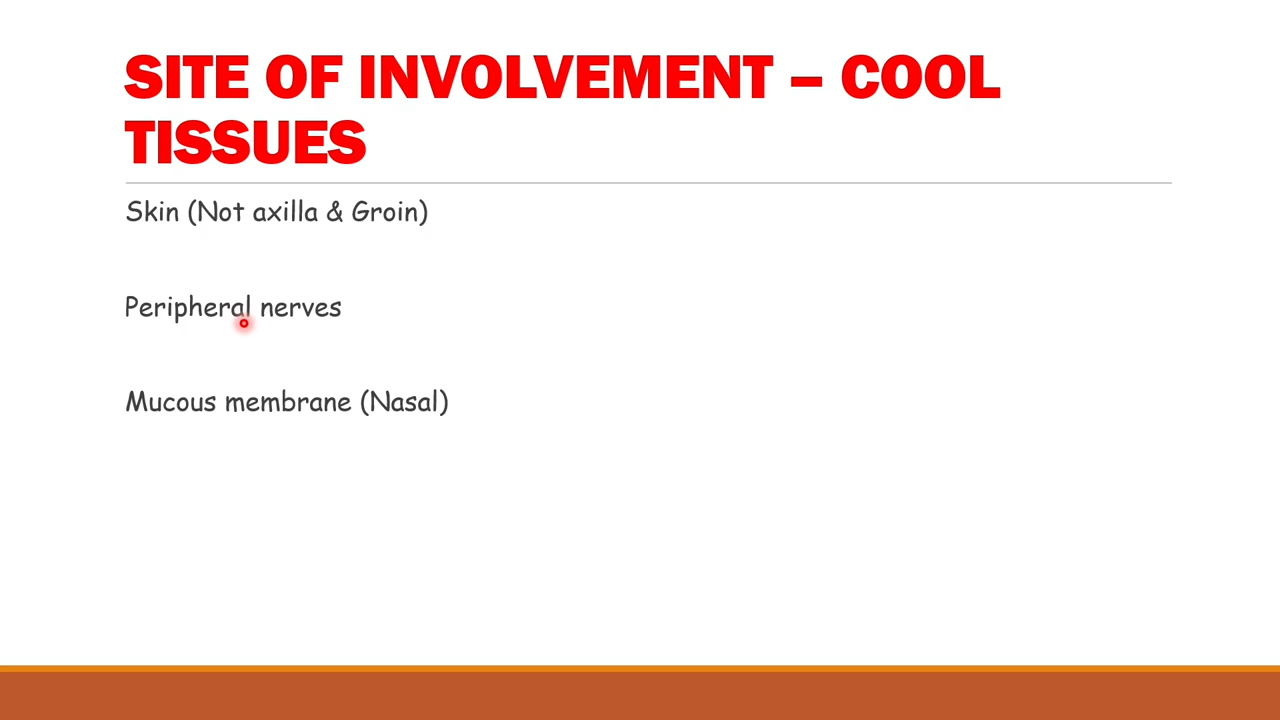 SITE OF INVOLVEMENT – COOL
TISSUES
Skin (Not axilla & Groin)
Peripheral nerves
Mucous membrane (Nasal)